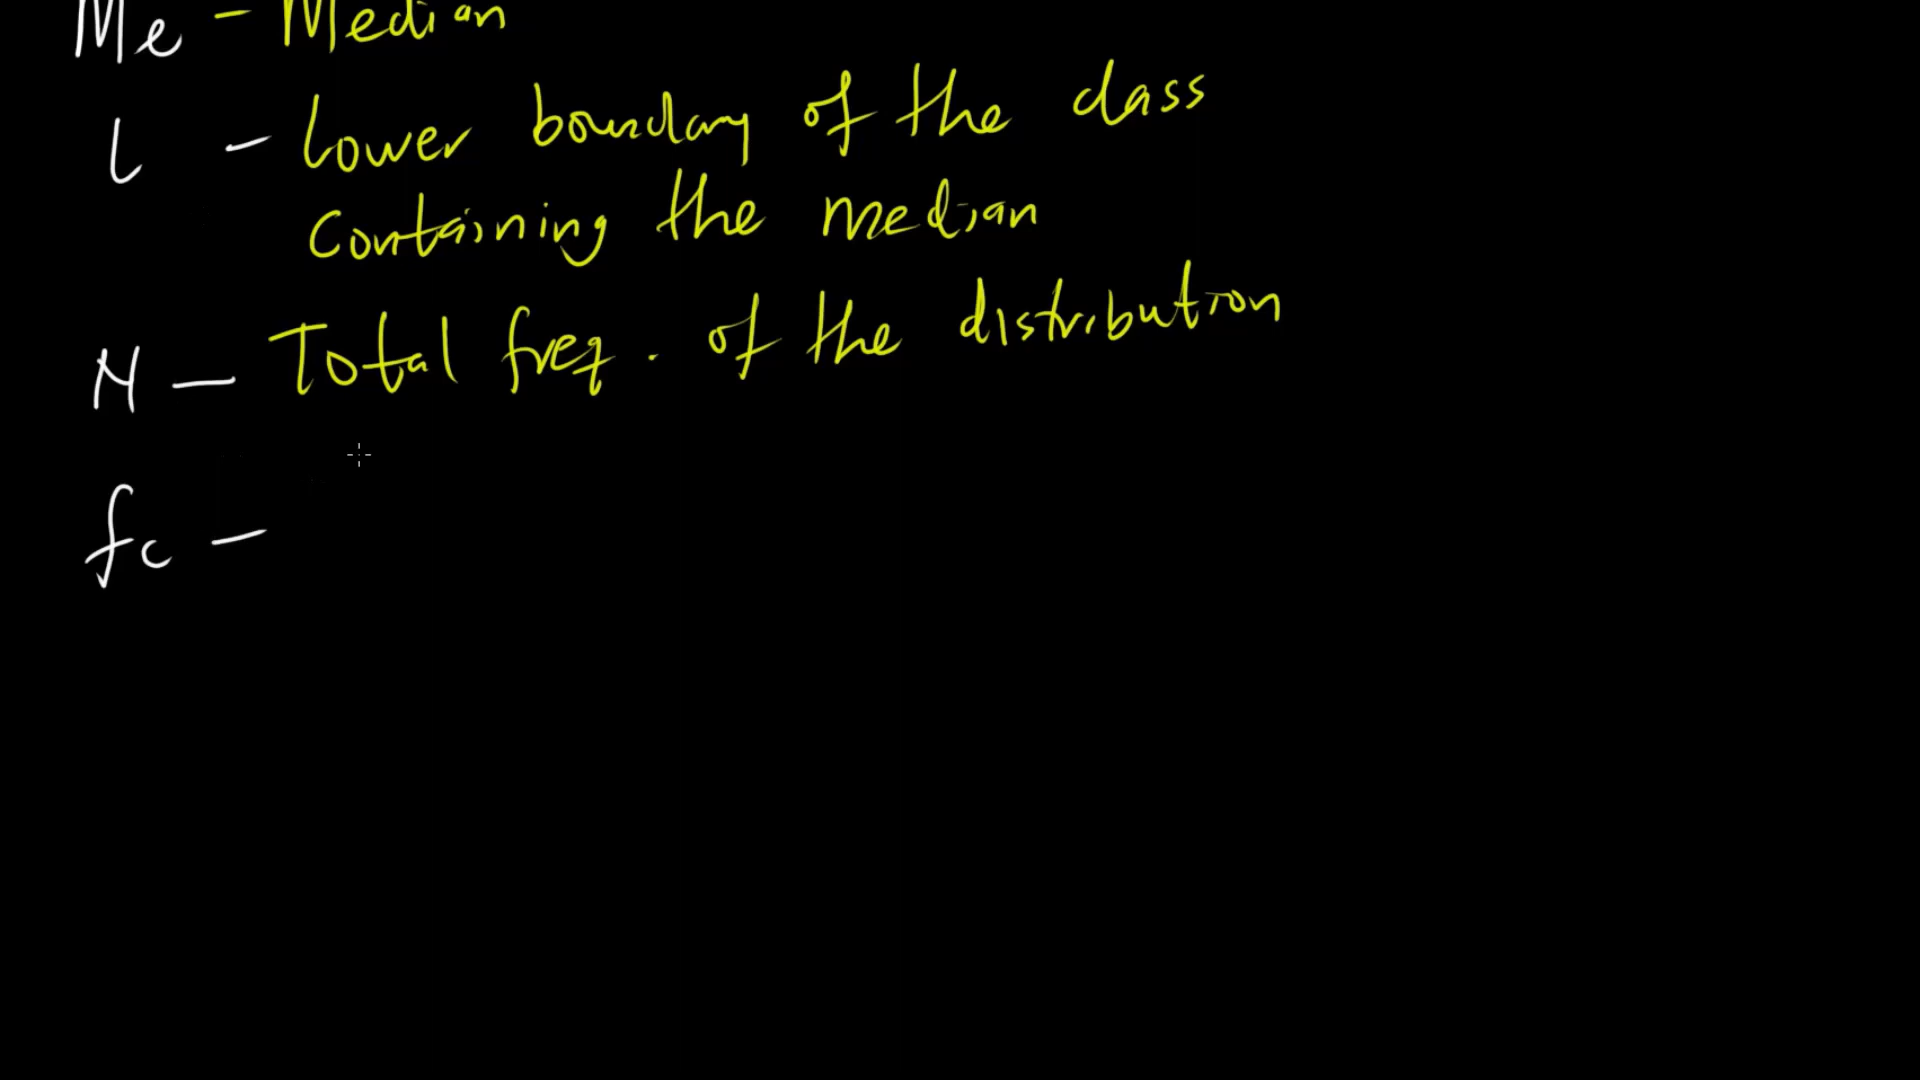 Me - Median
l - Lower boundary of the class
containing the median
N - Total freq. of the distribution
fc -